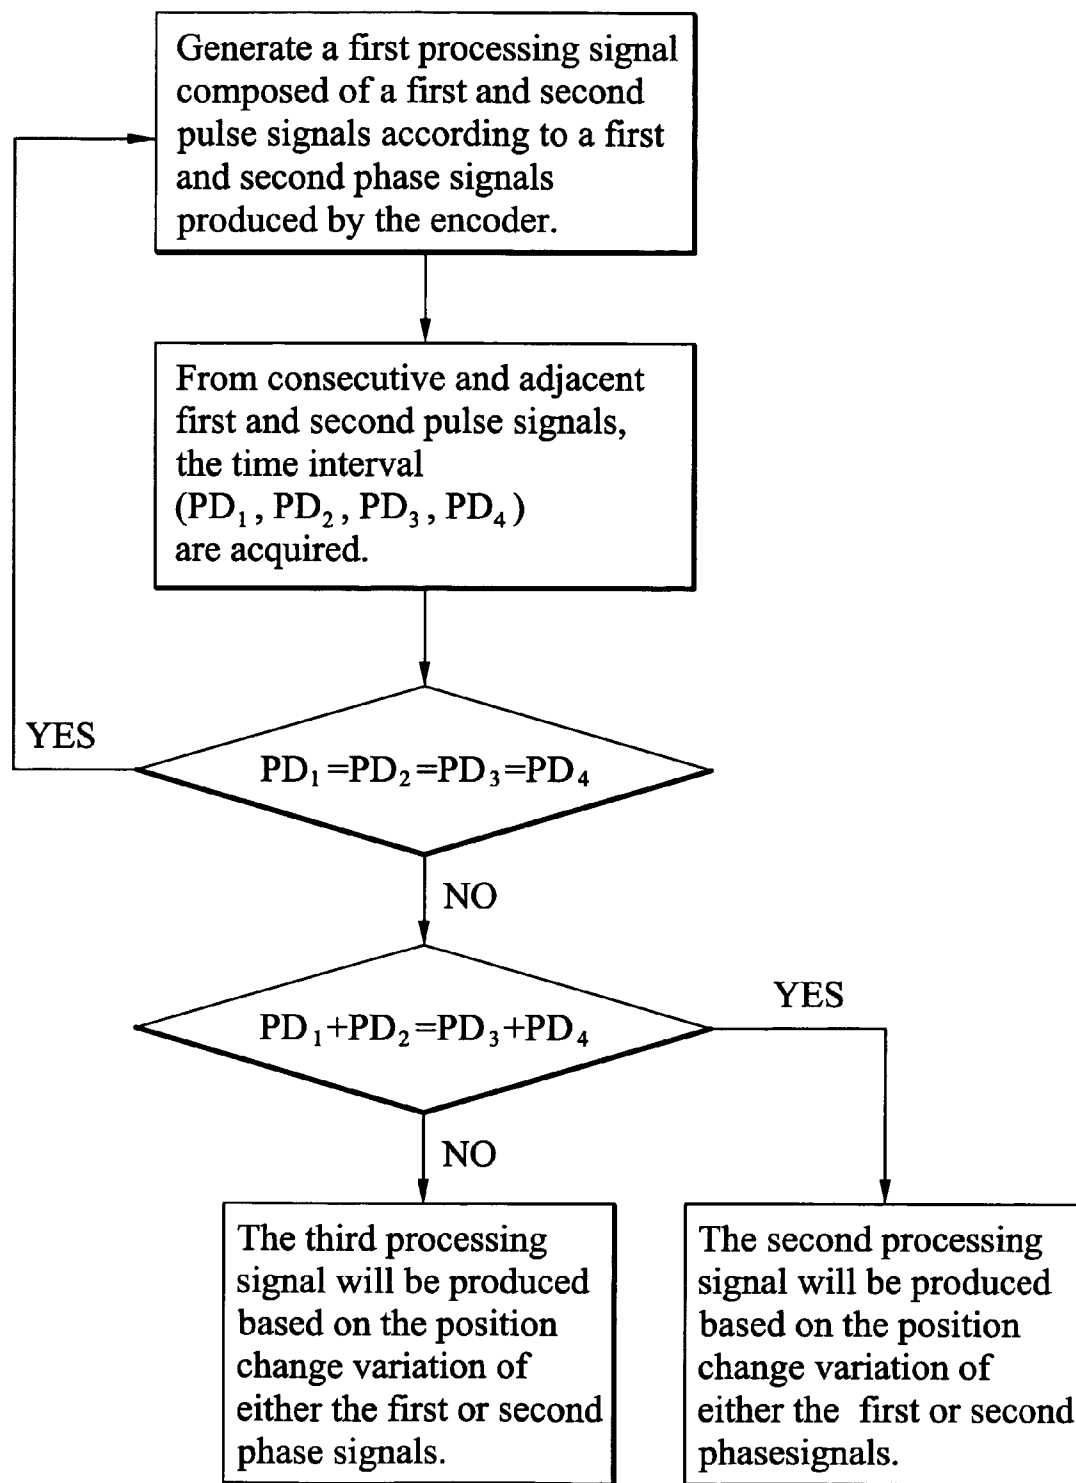 Generate a first processing signal
composed of a first and second
pulse signals according to a first
and second phase signals
produced by the encoder.
From consecutive and adjacent
first and second pulse signals,
the time interval
(PD₁, PD₂, PD₃, PD₄)
are acquired.
YES
PD₁=PD₂=PD₃=PD₄
NO
PD₁+PD₂=PD₃+PD₄
YES
NO
The third processing
signal will be produced
based on the position
change variation of
either the first or second
phase signals.
The second processing
signal will be produced
based on the position
change variation of
either the first or second
phasesignals.